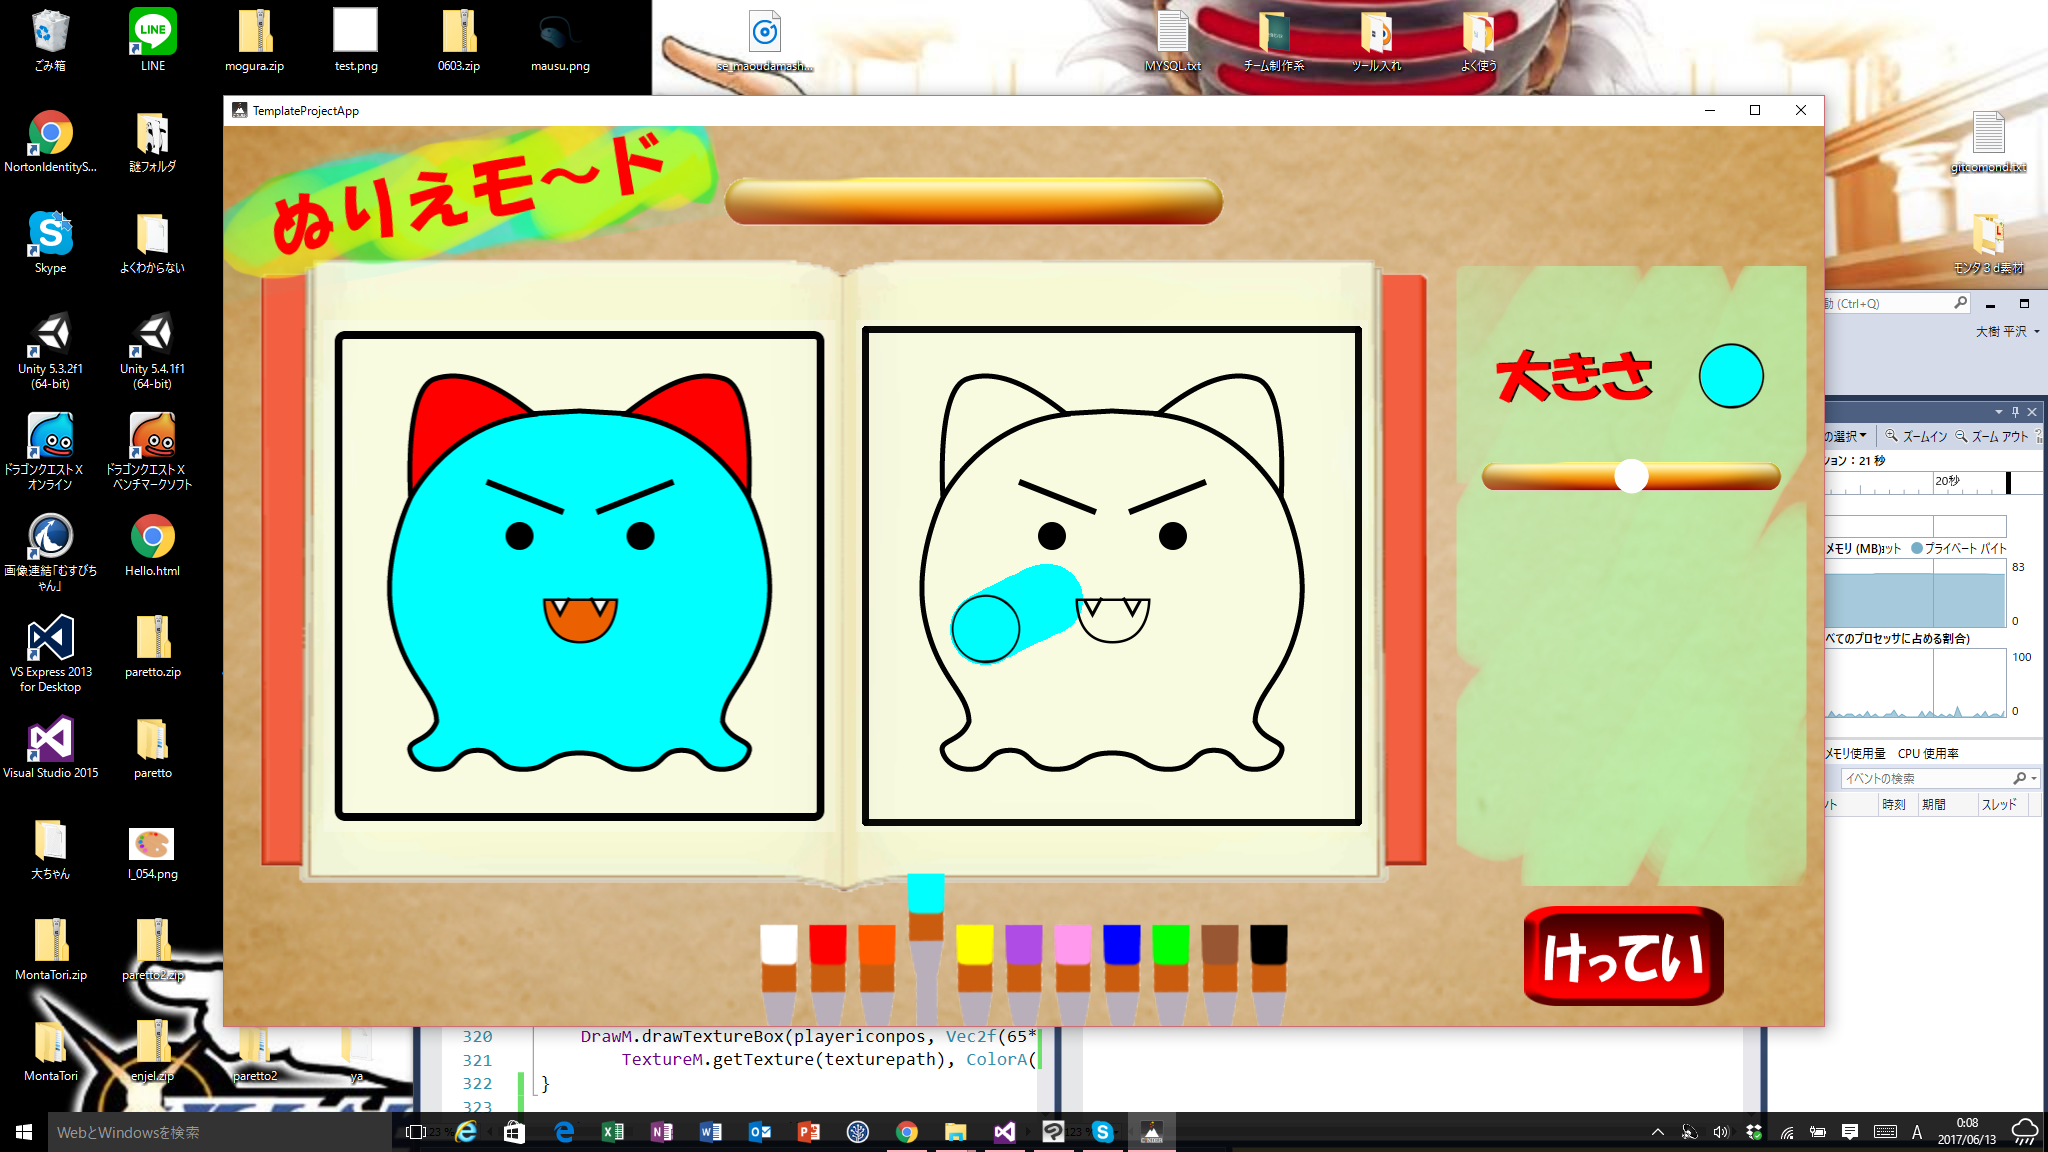 ごみ箱
LINE
mogura.zip
test.png
0603.zip
mausu.png
se_maoudamash...
MYSQL.txt
チーム制作系
ツール入れ
よく使う
NortonIdentityS...
謎フォルダ
Skype
よくわからない
Unity 5.3.2f1
(64-bit)
Unity 5.4.1f1
(64-bit)
ドラゴンクエストX
オンライン
ドラゴンクエストX
ベンチマークソフト
画像連結「むすびち
ゃん」
Hello.html
VS Express 2013
for Desktop
paretto.zip
Visual Studio 2015
paretto
大ちゃん
I_054.png
MontaTori.zip
paretto2.zip
MontaTori
enjel.zip
paretto2
ya
gitcomond.txt
モンタ3d素材
TemplateProjectApp
ぬりえモ～ド
大きさ
けってい
動 (Ctrl+Q)
大樹 平沢
の選択
ズームイン
ズーム アウト
ション：21 秒
20秒
メモリ (MB)
ョット
プライベート バイト
83
0
べてのプロセッサに占める割合)
100
0
メモリ使用量
CPU 使用率
イベントの検索
ント
時刻
期間
スレッド
320 DrawM.drawTextureBox(playericonpos, Vec2f(65*
321 TextureM.getTexture(texturepath), ColorA(
322 }
323
WebとWindowsを検索
123 %
A
0:08
2017/06/13